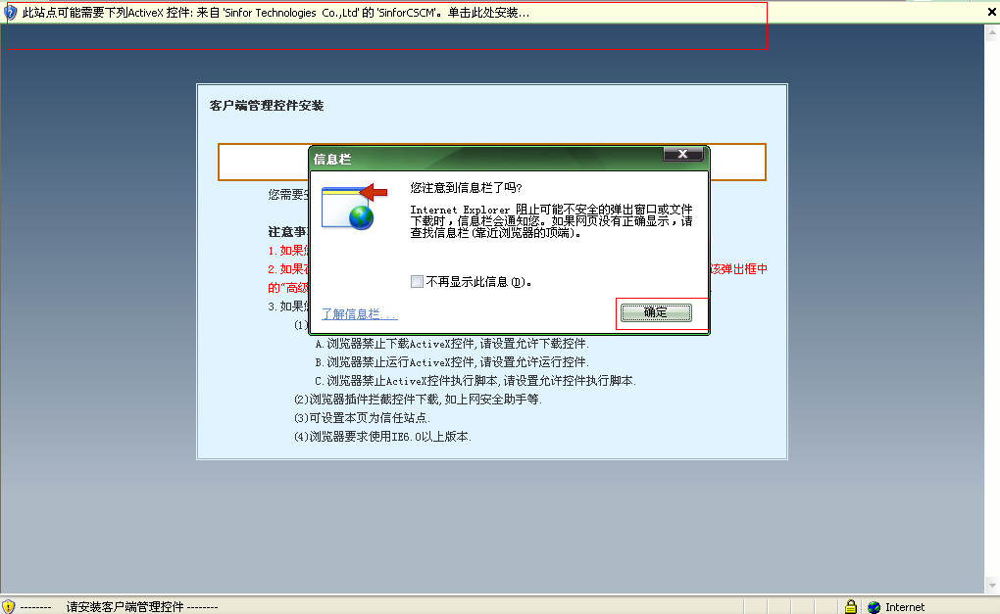 此站点可能需要下列ActiveX 控件: 来自 'Sinfor Technologies Co.,Ltd' 的 'SinforCSCM'。单击此处安装...
客户端管理控件安装
信息栏
您注意到信息栏了吗?
您需要
Internet Explorer 阻止可能不安全的弹出窗口或文件
下载时，信息栏会通知您。如果网页没有正确显示，请
查找信息栏(靠近浏览器的顶端)。
注意事
1.如果
2.如果
该弹出框中
的“高级
不再显示此信息(D)。
3.如果
了解信息栏...
确定
(1)
A.浏览器禁止下载ActiveX控件,请设置允许下载控件.
B.浏览器禁止运行ActiveX控件,请设置允许运行控件.
C.浏览器禁止ActiveX控件执行脚本,请设置允许控件执行脚本.
(2)浏览器插件拦截控件下载,如上网安全助手等.
(3)可设置本页为信任站点.
(4)浏览器要求使用IE6.0以上版本.
-------- 请安装客户端管理控件 --------
Internet